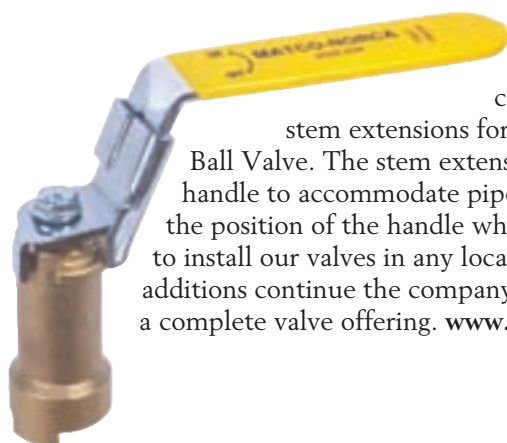 MATCO-NORCA
c
stem extensions for
Ball Valve. The stem extens
handle to accommodate pipe
the position of the handle wh
to install our valves in any loca
additions continue the company
a complete valve offering. www.